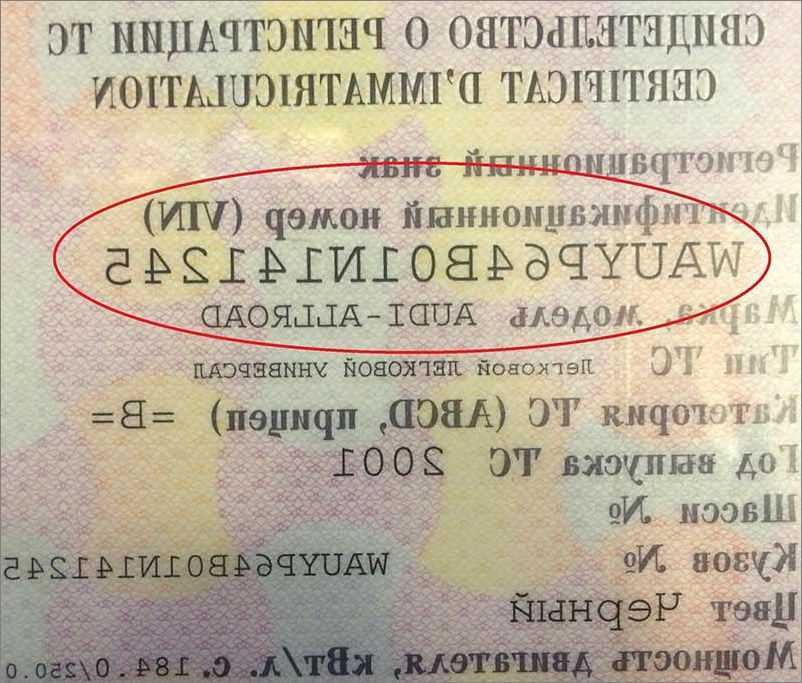 СВИДЕТЕЛЬСТВО О РЕГИСТРАЦИИ ТС
CERTIFICAT D'IMMATRICULATION
Регистрационный знак
Идентификационный номер (VIN)
WAUYP64B01N141245
Марка, модель AUDI-ALLROAD
Тип ТС Легковой ЛЕГКОВОЙ УНИВЕРСАЛ
Категория ТС (ABCD, прицеп) =B=
Год выпуска ТС 2001
Шасси №
Кузов № WAUYP64B01N141245
Цвет Черный
Мощность двигателя, кВт/л. с. 184.0/250.0